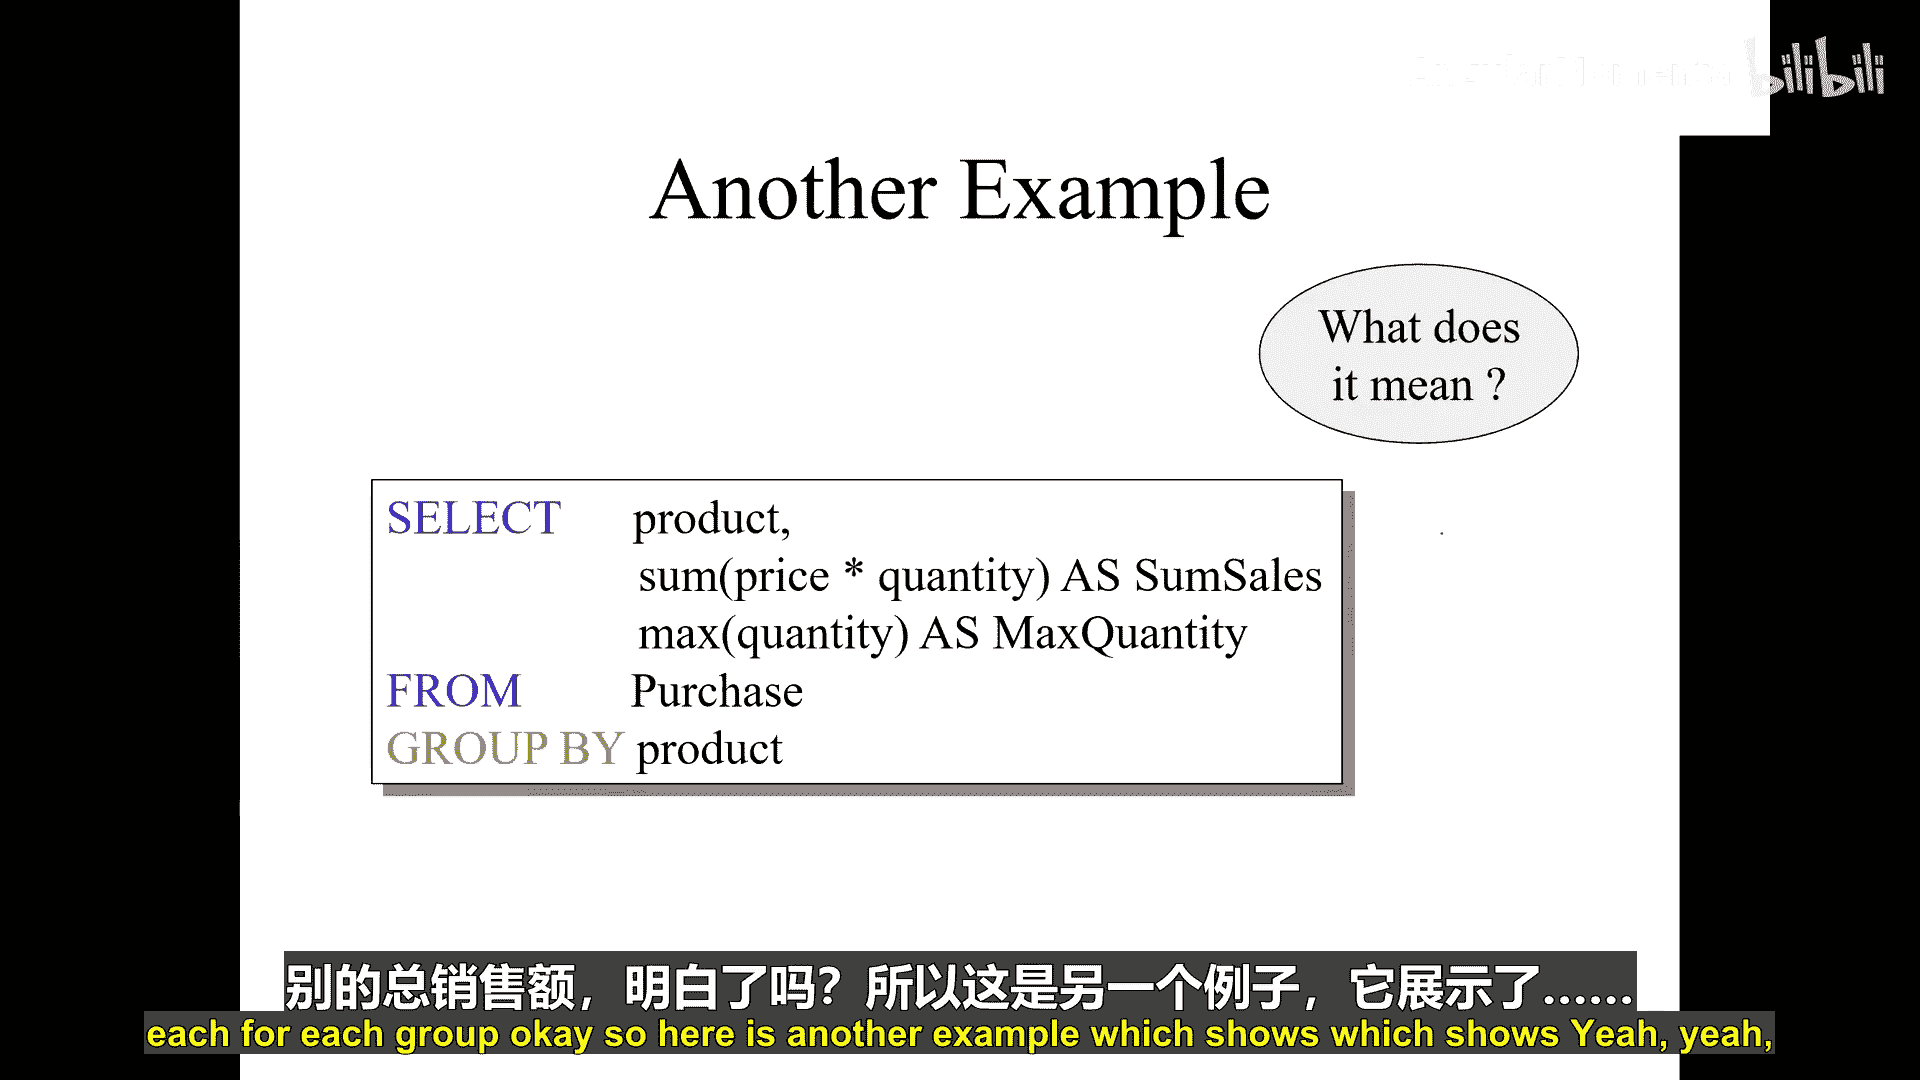 bilibili
Another Example
What does
it mean ?
SELECT product,
sum(price * quantity) AS SumSales
max(quantity) AS MaxQuantity
FROM Purchase
GROUP BY product
别的总销售额，明白了吗？所以这是另一个例子，它展示了……
each for each group okay so here is another example which shows which shows Yeah, yeah,